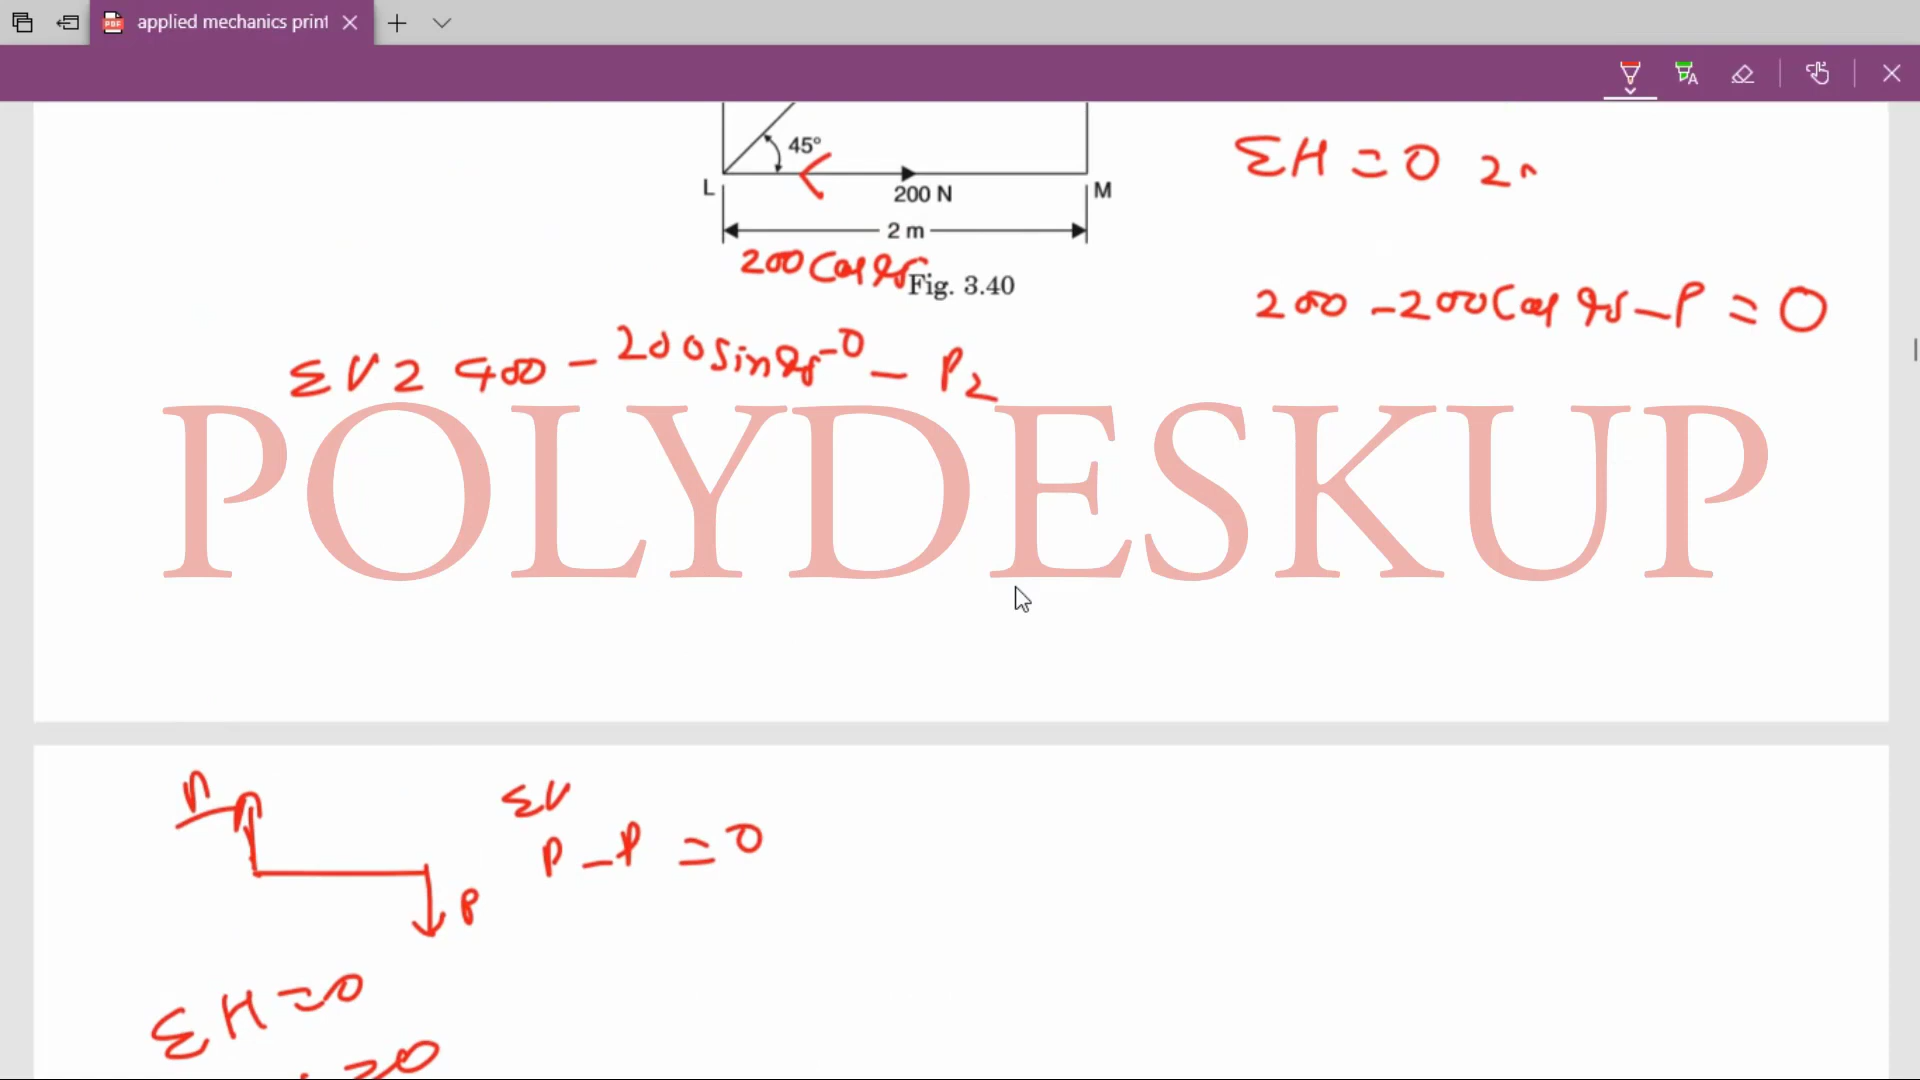 applied mechanics print
45°
L
200 N
M
2 m
200 Cos 45
Fig. 3.40
ΣH = 0
200 - 200 Cos 45 - P = 0
ΣV = 400 - 200 sin 45 - 0 - P2
POLYDESKUP
ΣV
P - P = 0
P
ΣH = 0